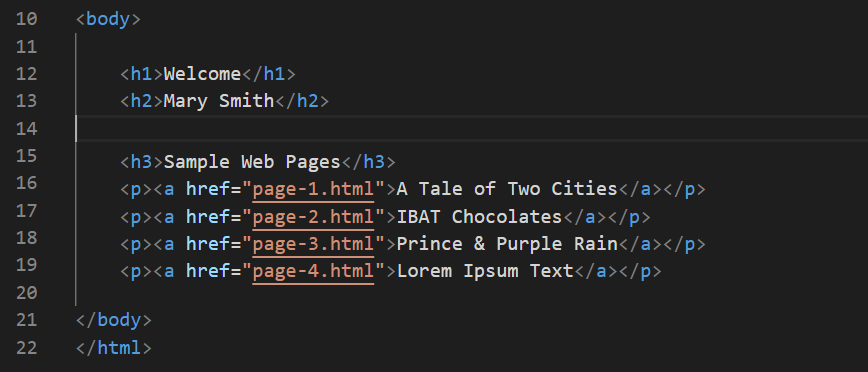 10 <body>
11
12     <h1>Welcome</h1>
13     <h2>Mary Smith</h2>
14
15     <h3>Sample Web Pages</h3>
16     <p><a href="page-1.html">A Tale of Two Cities</a></p>
17     <p><a href="page-2.html">IBAT Chocolates</a></p>
18     <p><a href="page-3.html">Prince & Purple Rain</a></p>
19     <p><a href="page-4.html">Lorem Ipsum Text</a></p>
20
21 </body>
22 </html>